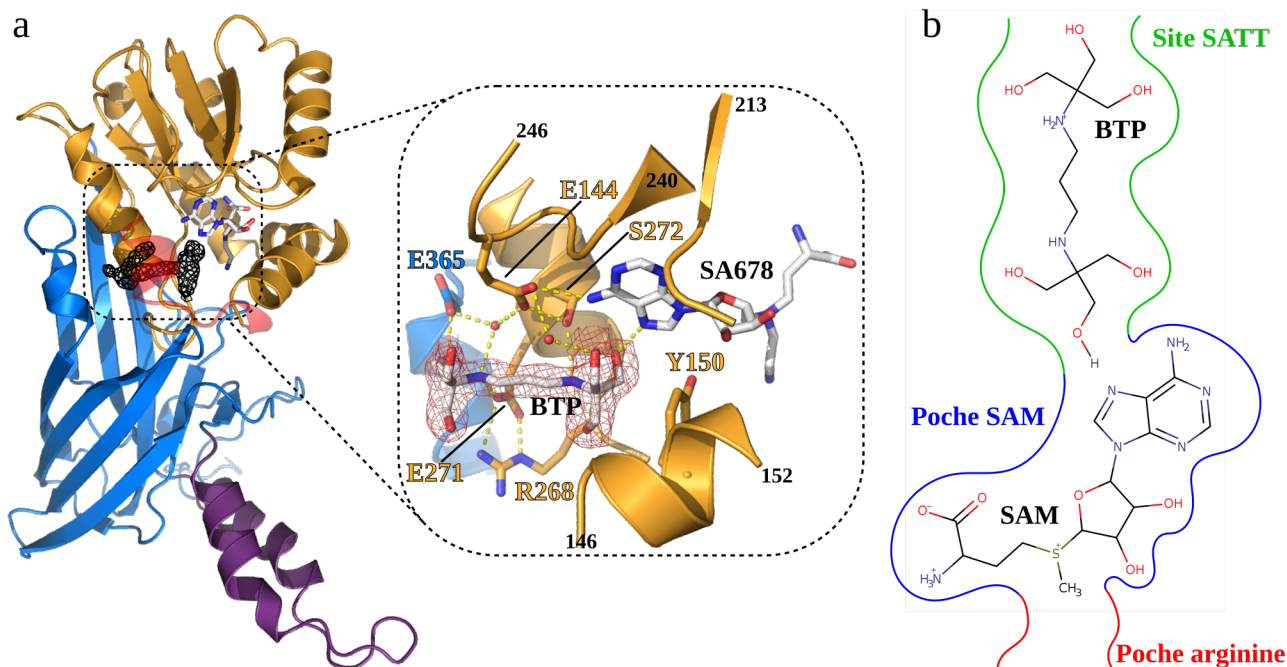 a
246
213
240
E144
S272
E365
SA678
Y150
BTP
E271
R268
152
146
b
Site SATT
HO
HO
OH
H₂N⁺
BTP
HN
HO
OH
O
H
NH₂
Poche SAM
N
N
N
N
O
O⁻
SAM
O
OH
S⁺
OH
H₃N⁺
CH₃
Poche arginine